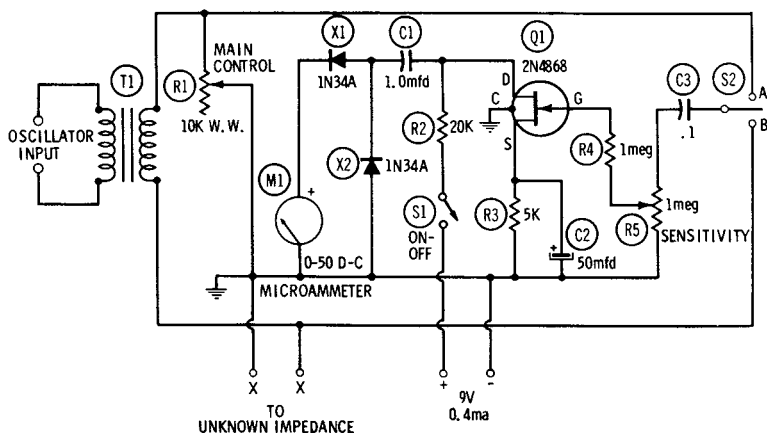 X1
C1
Q1
2N4868
MAIN
CONTROL
1N34A
1.0mfd
D
C3
S2
T1
R1
C
G
A
B
OSCILLATOR
INPUT
10K W. W.
R2
20K
S
.1
X2
1N34A
R4
1meg
M1
+
S1
R3
5K
1meg
R5
ON-
OFF
C2
+
SENSITIVITY
0-50 D-C
50mfd
MICROAMMETER
X
X
+
-
TO
UNKNOWN IMPEDANCE
9V
0.4ma